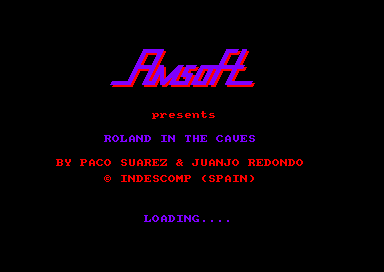 AMSOFT
presents
ROLAND IN THE CAVES
BY PACO SUAREZ & JUANJO REDONDO
© INDESCOMP (SPAIN)
LOADING....